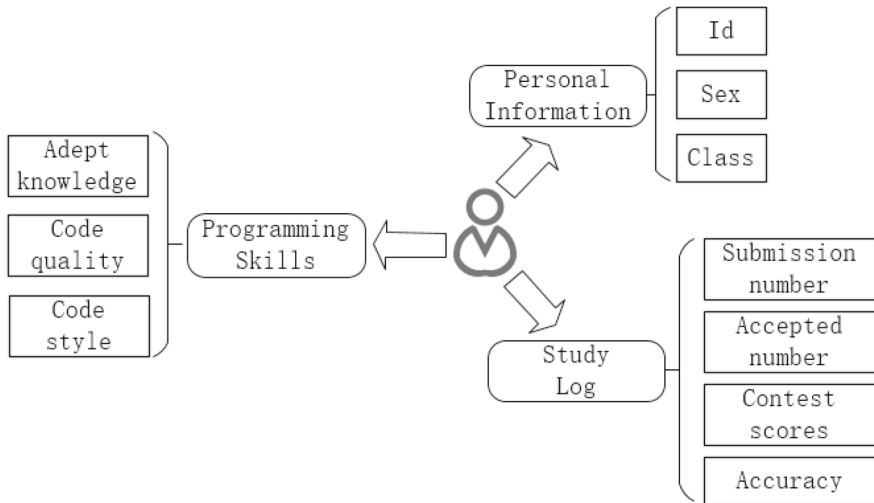 Id
Personal
Information
Sex
Class
Adept
knowledge
Code
quality
Code
style
Programming
Skills
Submission
number
Accepted
number
Study
Log
Contest
scores
Accuracy